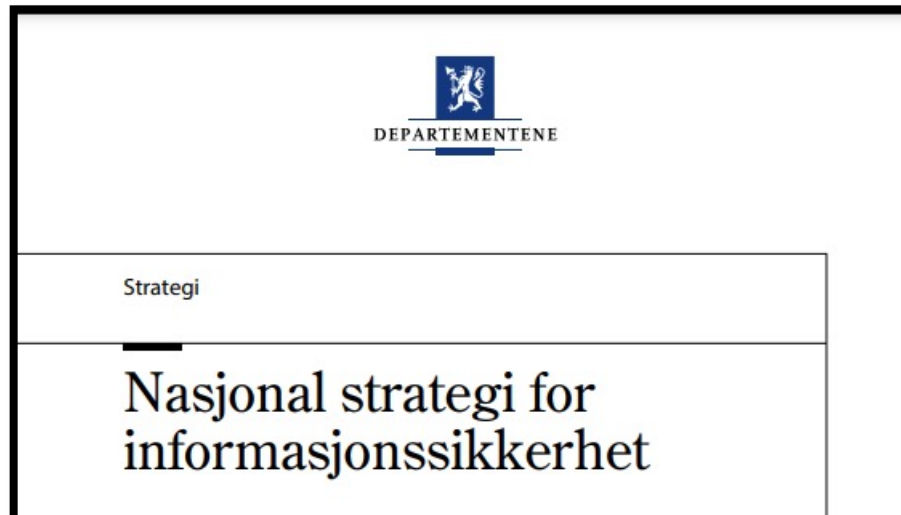 DEPARTEMENTENE
Strategi
Nasjonal strategi for
informasjonssikkerhet